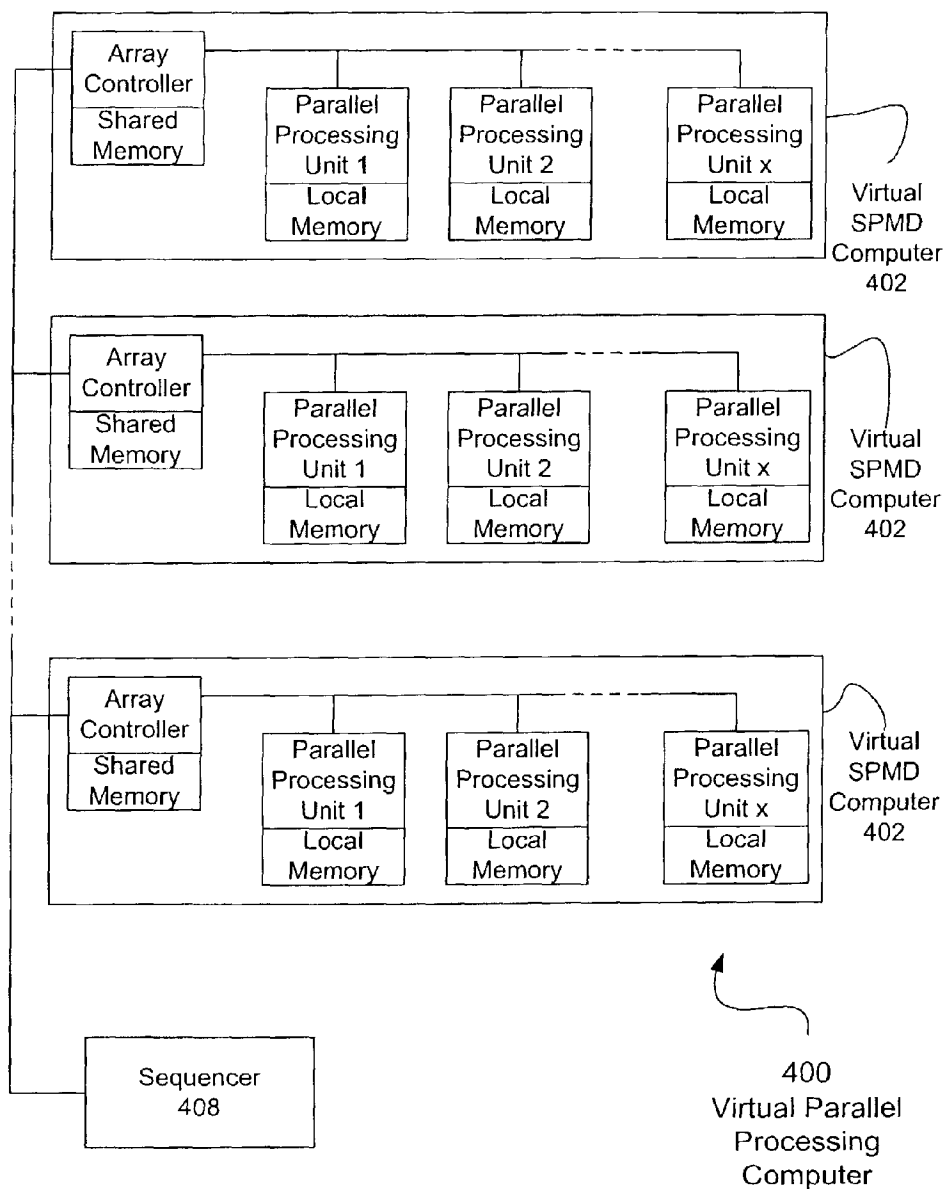 Array
Controller
Shared
Memory
Parallel
Processing
Unit 1
Local
Memory
Parallel
Processing
Unit 2
Local
Memory
Parallel
Processing
Unit x
Local
Memory
Virtual
SPMD
Computer
402
Array
Controller
Shared
Memory
Parallel
Processing
Unit 1
Local
Memory
Parallel
Processing
Unit 2
Local
Memory
Parallel
Processing
Unit x
Local
Memory
Virtual
SPMD
Computer
402
Array
Controller
Shared
Memory
Parallel
Processing
Unit 1
Local
Memory
Parallel
Processing
Unit 2
Local
Memory
Parallel
Processing
Unit x
Local
Memory
Virtual
SPMD
Computer
402
Sequencer
408
400
Virtual Parallel
Processing
Computer